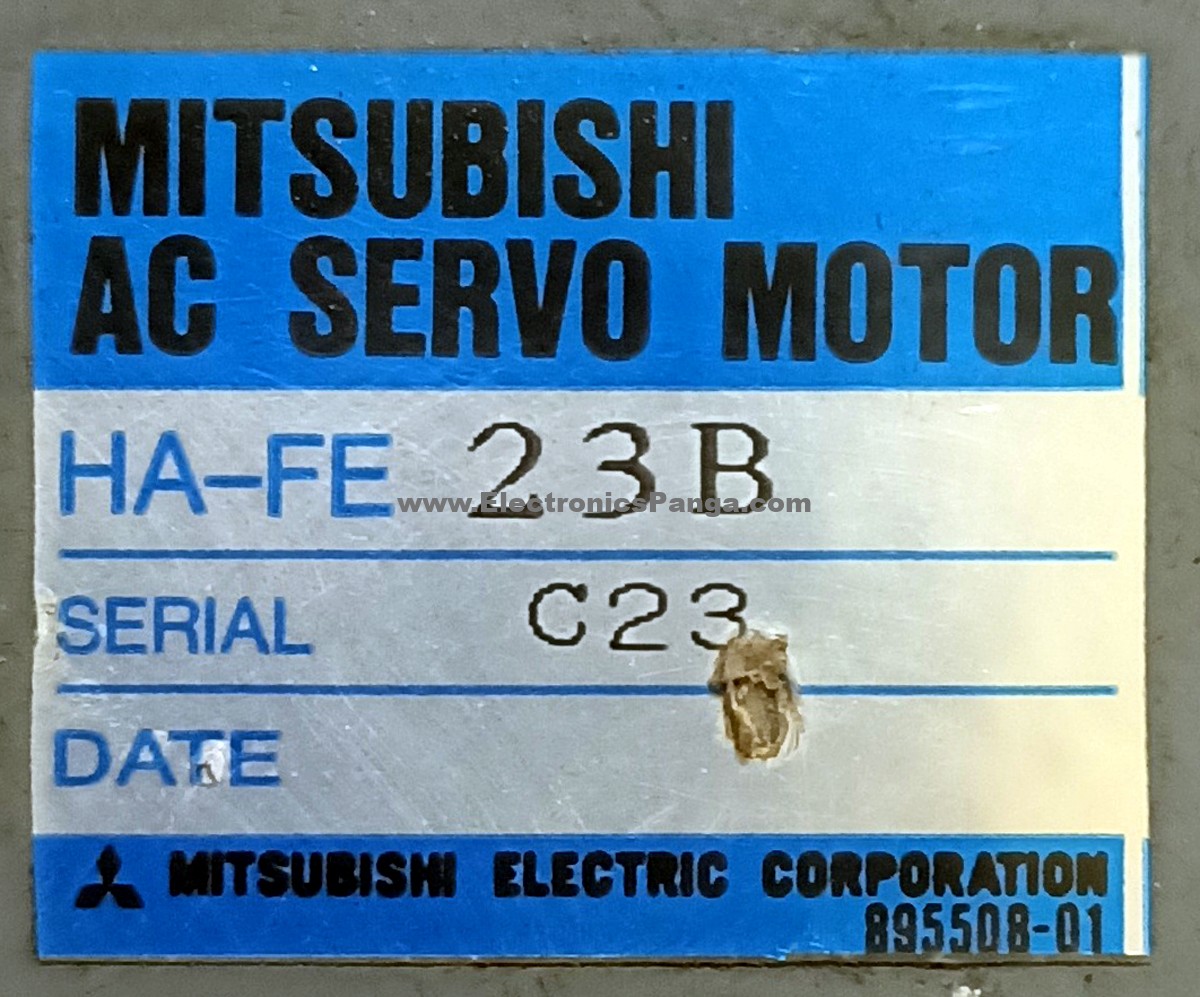 MITSUBISHI
AC SERVO MOTOR
HA-FE 23B
www.ElectronicsPanga.com
SERIAL C23
DATE
MITSUBISHI ELECTRIC CORPORATION
895508-01